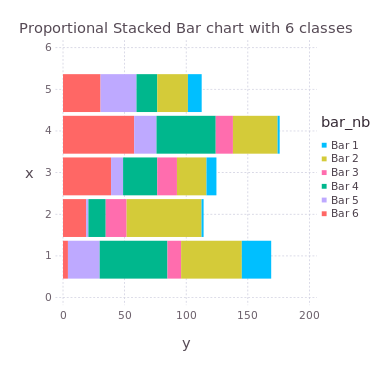 Proportional Stacked Bar chart with 6 classes
6
5
4
3
2
1
0
x
0
50
100
150
200
y
bar_nb
Bar 1
Bar 2
Bar 3
Bar 4
Bar 5
Bar 6